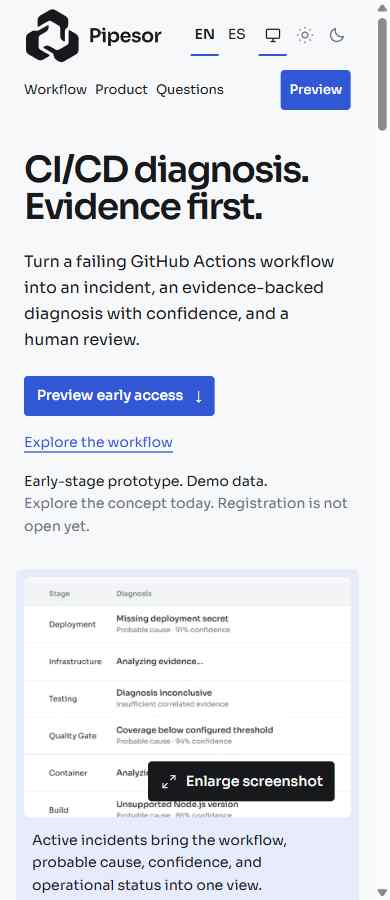 Pipesor
EN ES
Workflow Product Questions
Preview
CI/CD diagnosis.
Evidence first.
Turn a failing GitHub Actions workflow
into an incident, an evidence-backed
diagnosis with confidence, and a
human review.
Preview early access ↓
Explore the workflow
Early-stage prototype. Demo data.
Explore the concept today. Registration is not
open yet.
Stage Diagnosis
Deployment Missing deployment secret
Probable cause · 91% confidence
Infrastructure Analyzing evidence...
Testing Diagnosis inconclusive
Insufficient correlated evidence
Quality Gate Coverage below configured threshold
Probable cause · 94% confidence
Container
Enlarge screenshot
Build Unsupported Node.js version
Active incidents bring the workflow,
probable cause, confidence, and
operational status into one view.